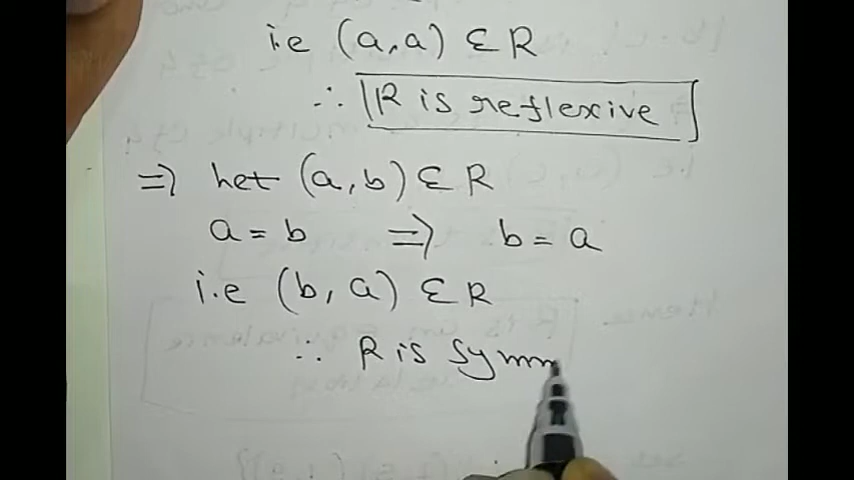 i.e (a,a) ∈ R
∴ R is reflexive
⇒ Let (a,b) ∈ R
a = b ⇒ b = a
i.e (b,a) ∈ R
∴ R is symm